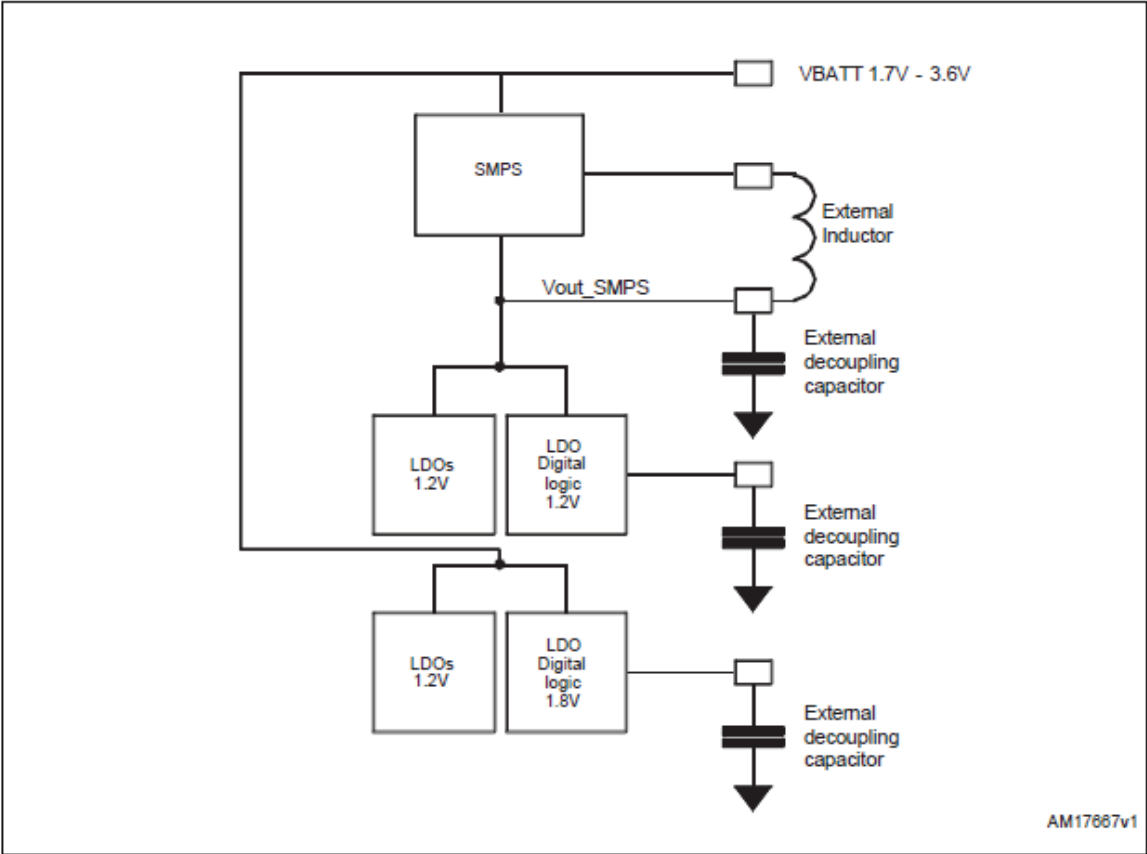 VBATT 1.7V - 3.6V
SMPS
External
Inductor
Vout_SMPS
External
decoupling
capacitor
LDOs
1.2V
LDO
Digital
logic
1.2V
External
decoupling
capacitor
LDOs
1.2V
LDO
Digital
logic
1.8V
External
decoupling
capacitor
AM17667v1